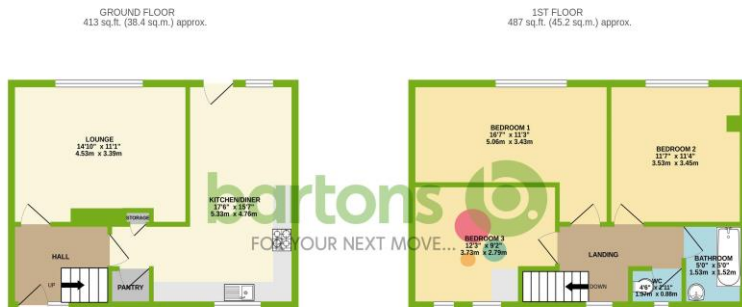 GROUND FLOOR
413 sq.ft. (38.4 sq.m.) approx.
1ST FLOOR
487 sq.ft. (45.2 sq.m.) approx.
LOUNGE
14'10" x 11'1"
4.53m x 3.39m
STORAGE
KITCHEN/DINER
17'6" x 15'7"
5.33m x 4.76m
HALL
UP
PANTRY
BEDROOM 1
16'7" x 11'3"
5.06m x 3.43m
BEDROOM 2
11'7" x 11'4"
3.53m x 3.45m
BEDROOM 3
12'3" x 9'2"
3.73m x 2.79m
LANDING
DOWN
BATHROOM
5'0" x 5'0"
1.53m x 1.52m
WC
4'6" x 2'11"
0.88m
bartons
FOR YOUR NEXT MOVE...